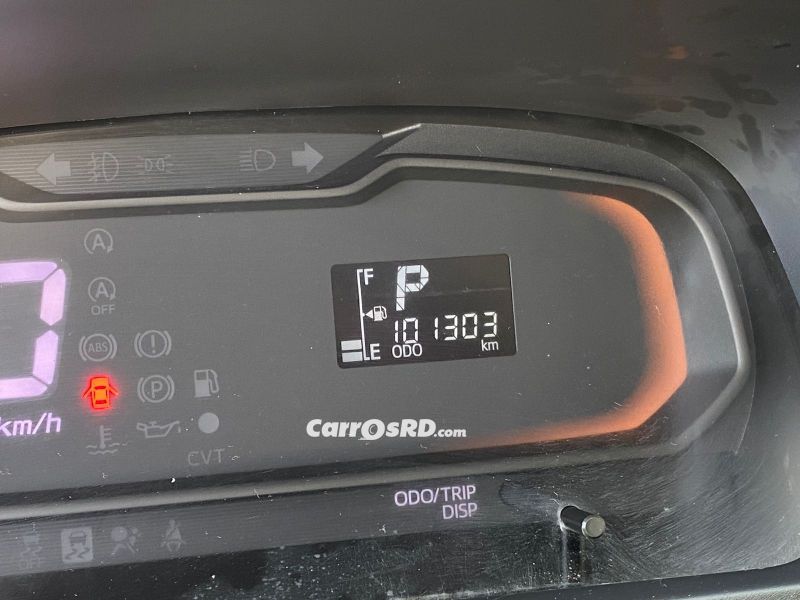 A
A
OFF
ABS
P
km/h
CVT
F
P
E
101303
ODO
km
CarrOsRD.com
ODO/TRIP
DISP